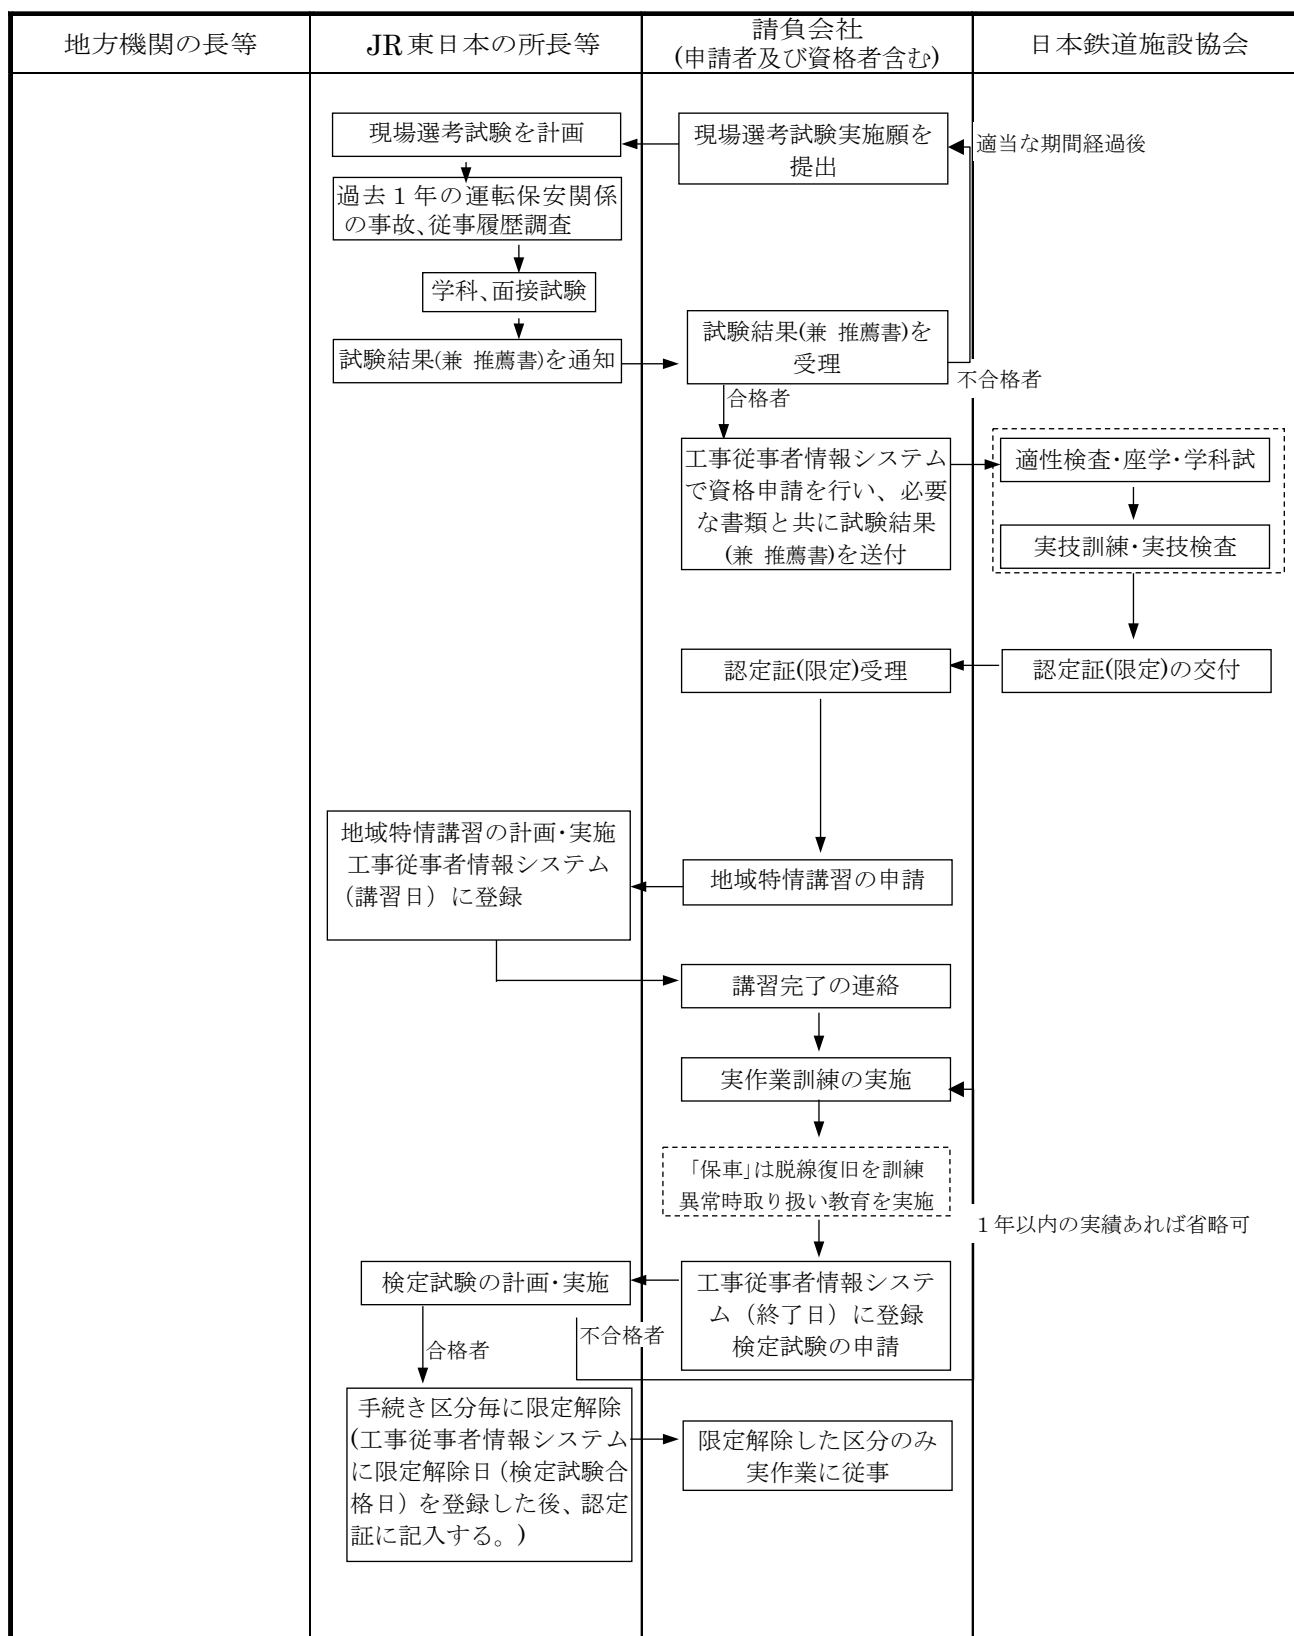 地方機関の長等
JR東日本の所長等
請負会社
(申請者及び資格者含む)
日本鉄道施設協会
現場選考試験を計画
現場選考試験実施願を
提出
適当な期間経過後
過去1年の運転保安関係
の事故、従事履歴調査
学科、面接試験
試験結果(兼 推薦書)を通知
試験結果(兼 推薦書)を
受理
不合格者
合格者
工事従事者情報システム
で資格申請を行い、必要
な書類と共に試験結果
(兼 推薦書)を送付
適性検査・座学・学科試
実技訓練・実技検査
認定証(限定)受理
認定証(限定)の交付
地域特情講習の計画・実施
工事従事者情報システム
(講習日)に登録
地域特情講習の申請
講習完了の連絡
実作業訓練の実施
「保車」は脱線復旧を訓練
異常時取り扱い教育を実施
1年以内の実績あれば省略可
検定試験の計画・実施
工事従事者情報システ
ム(終了日)に登録
検定試験の申請
不合格者
合格者
手続き区分毎に限定解除
(工事従事者情報システム
に限定解除日(検定試験合
格日)を登録した後、認定
証に記入する。)
限定解除した区分のみ
実作業に従事